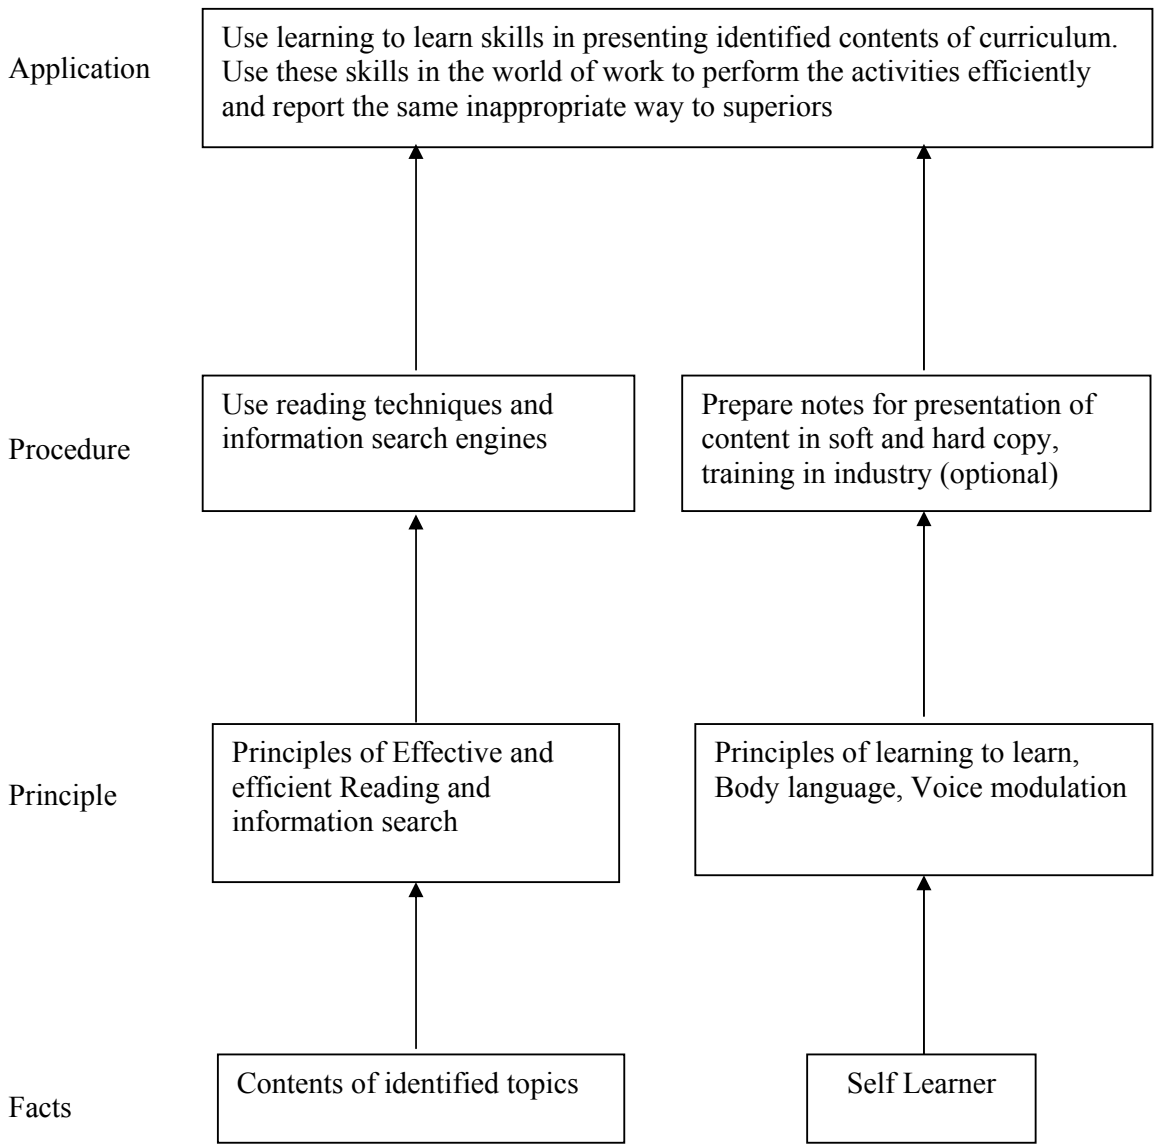 Application
Use learning to learn skills in presenting identified contents of curriculum.
Use these skills in the world of work to perform the activities efficiently
and report the same inappropriate way to superiors
Procedure
Use reading techniques and
information search engines
Prepare notes for presentation of
content in soft and hard copy,
training in industry (optional)
Principle
Principles of Effective and
efficient Reading and
information search
Principles of learning to learn,
Body language, Voice modulation
Facts
Contents of identified topics
Self Learner